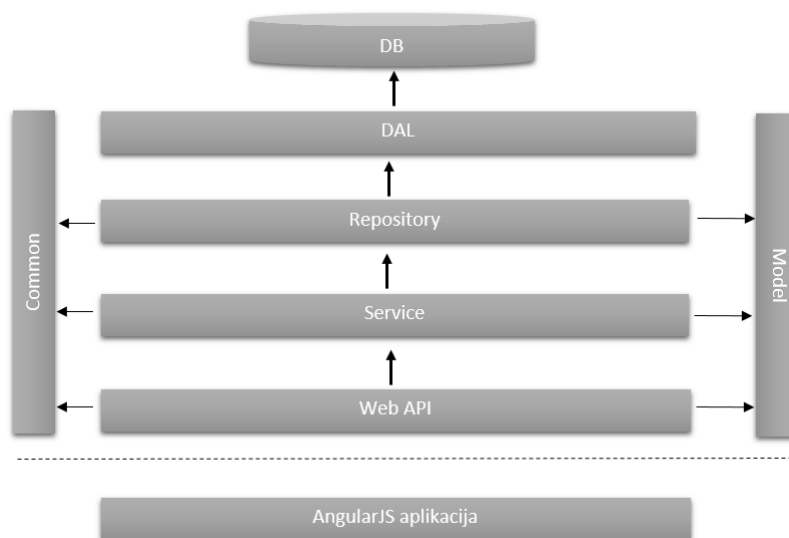 DB
DAL
Repository
Common
Model
Service
Web API
AngularJS aplikacija